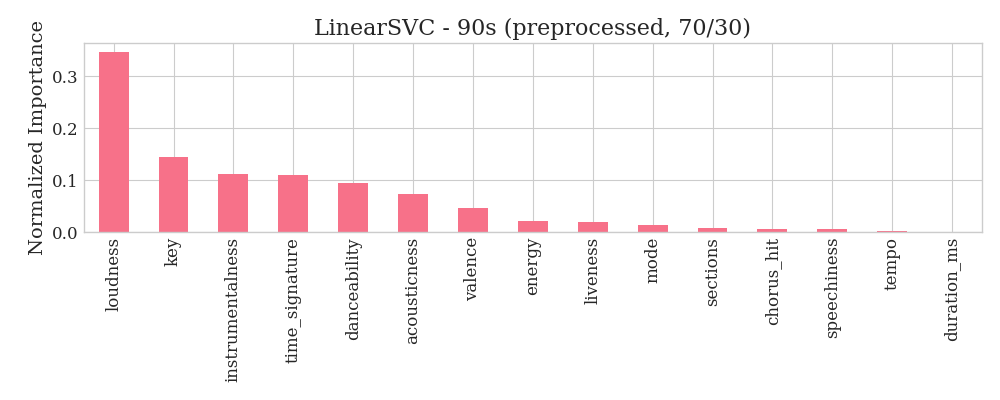 LinearSVC - 90s (preprocessed, 70/30)
Normalized Importance
0.3
0.2
0.1
0.0
loudness
key
instrumentalness
time_signature
danceability
acousticness
valence
energy
liveness
mode
sections
chorus_hit
speechiness
tempo
duration_ms